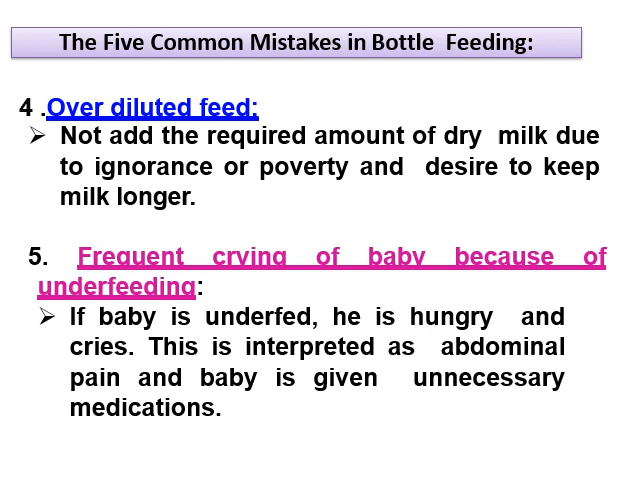 The Five Common Mistakes in Bottle Feeding:
4 .Over diluted feed:
➢ Not add the required amount of dry milk due
to ignorance or poverty and desire to keep
milk longer.
5. Frequent crying of baby because of
underfeeding:
➢ If baby is underfed, he is hungry and
cries. This is interpreted as abdominal
pain and baby is given unnecessary
medications.